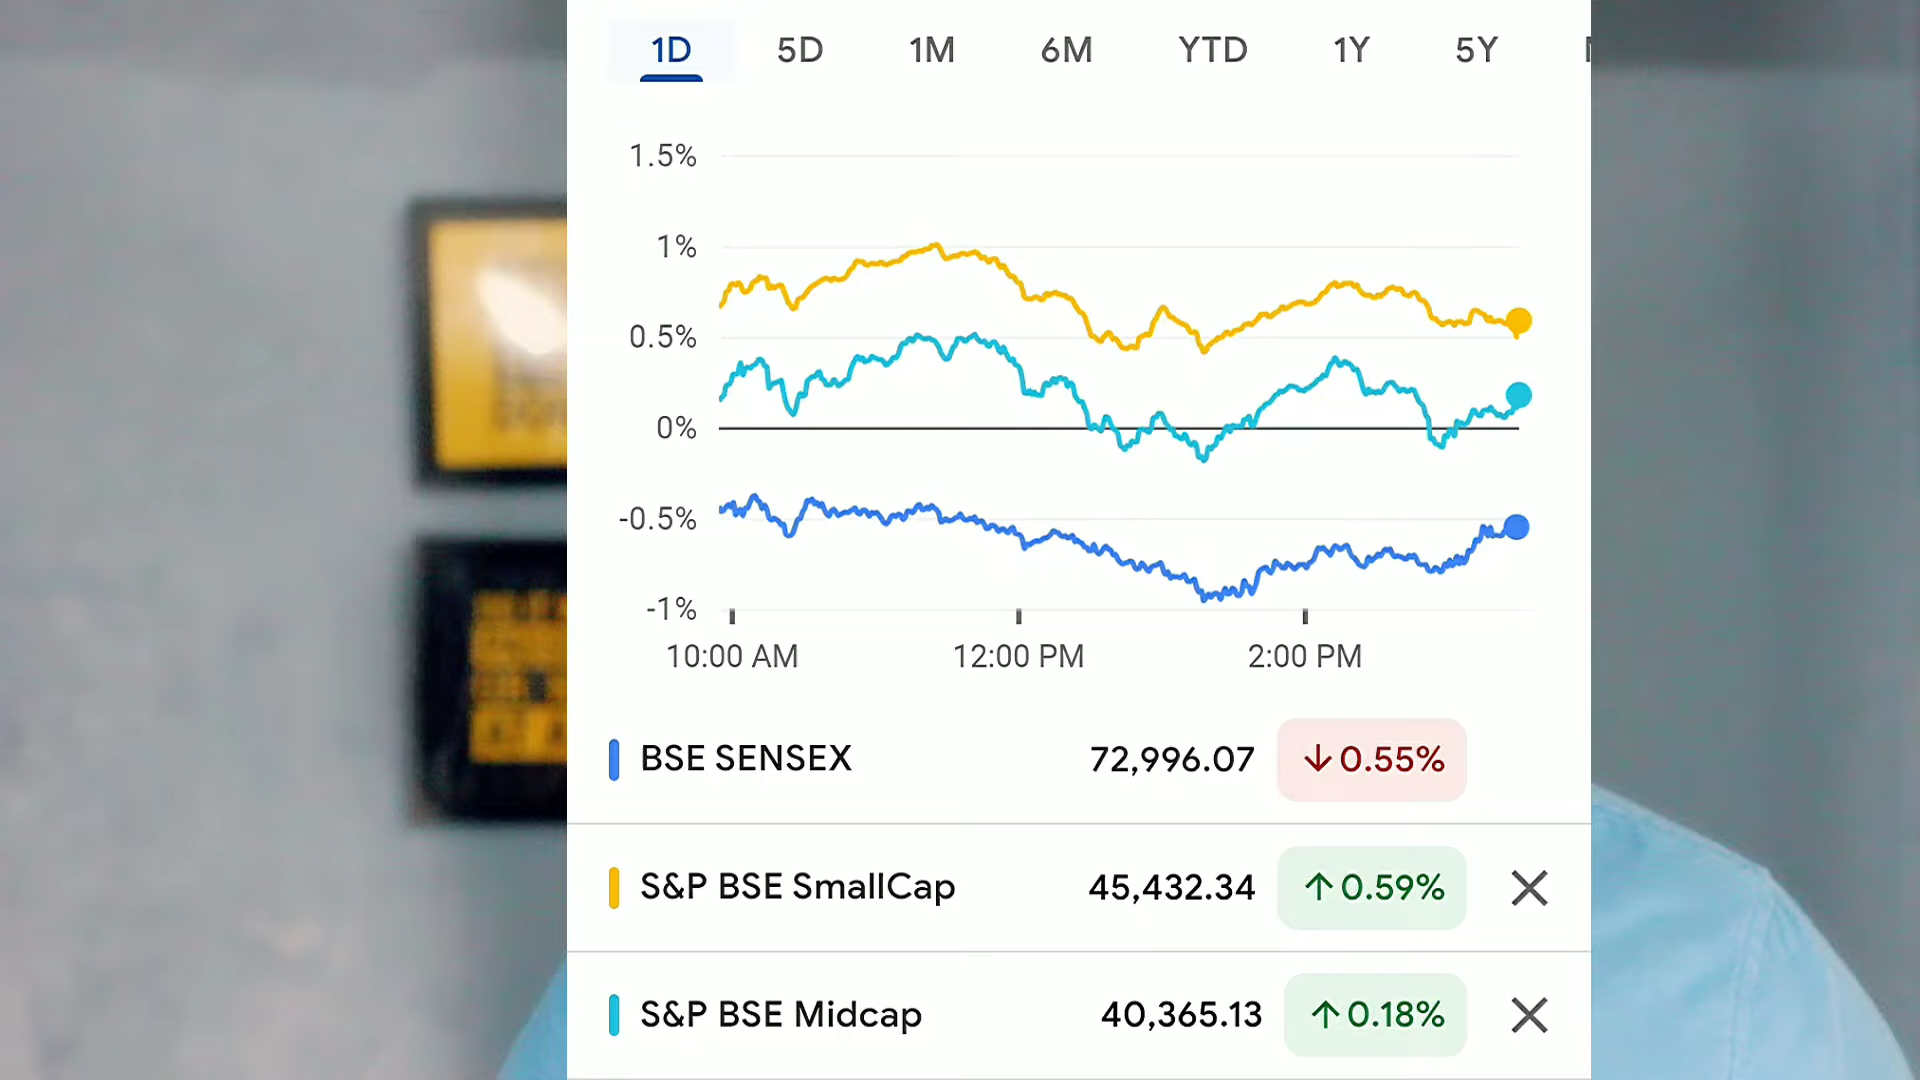 1D 5D 1M 6M YTD 1Y 5Y
1.5%
1%
0.5%
0%
-0.5%
-1%
10:00 AM 12:00 PM 2:00 PM
BSE SENSEX 72,996.07 ↓ 0.55%
S&P BSE SmallCap 45,432.34 ↑ 0.59%
S&P BSE Midcap 40,365.13 ↑ 0.18%